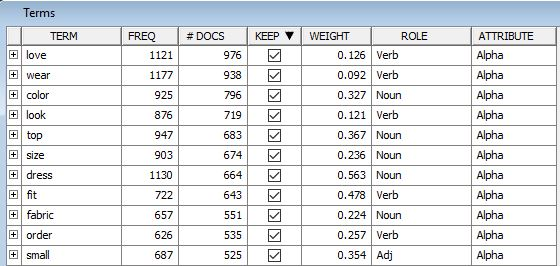 Terms
TERM FREQ # DOCS KEEP ▼ WEIGHT ROLE ATTRIBUTE
love 1121 976 0.126 Verb Alpha
wear 1177 938 0.092 Verb Alpha
color 925 796 0.327 Noun Alpha
look 876 719 0.121 Verb Alpha
top 947 683 0.367 Noun Alpha
size 903 674 0.236 Noun Alpha
dress 1130 664 0.563 Noun Alpha
fit 722 643 0.478 Verb Alpha
fabric 657 551 0.224 Noun Alpha
order 626 535 0.257 Verb Alpha
small 687 525 0.354 Adj Alpha